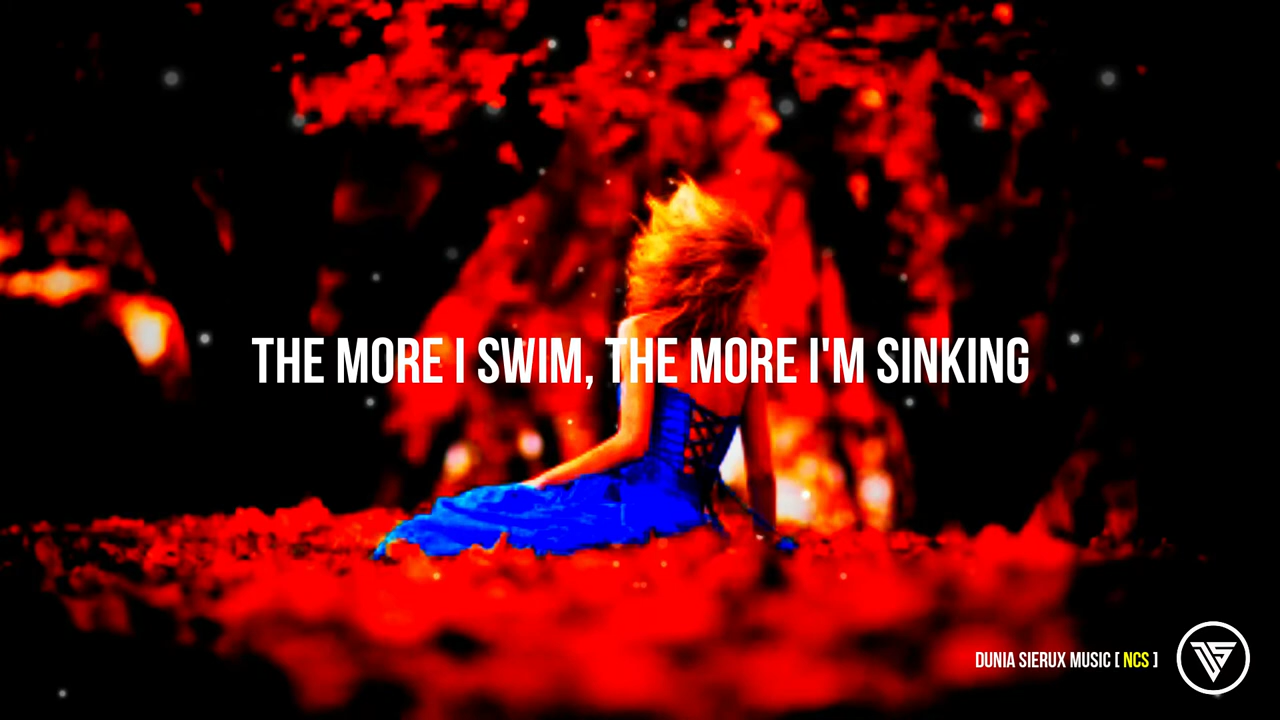 THE MORE I SWIM, THE MORE I'M SINKING
DUNIA SIERUX MUSIC [ NCS ]